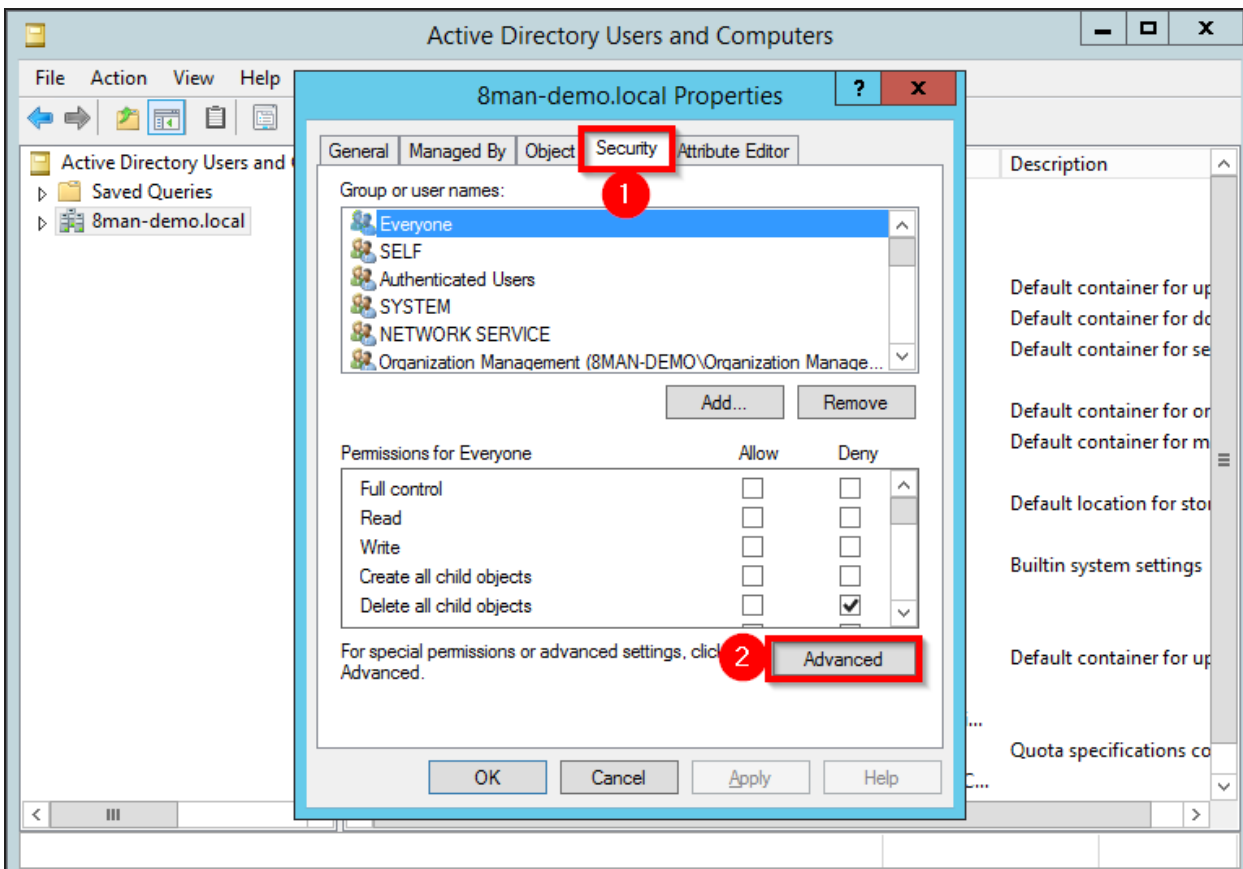 Active Directory Users and Computers
File Action View Help
8man-demo.local Properties
?
x
Active Directory Users and
Saved Queries
8man-demo.local
General Managed By Object Security Attribute Editor
1
Group or user names:
Everyone
SELF
Authenticated Users
SYSTEM
NETWORK SERVICE
Organization Management (8MAN-DEMO\Organization Manage...
Add... Remove
Permissions for Everyone Allow Deny
Full control
Read
Write
Create all child objects
Delete all child objects
For special permissions or advanced settings, click
Advanced.
2
Advanced
OK Cancel Apply Help
Description
Default container for up
Default container for do
Default container for se
Default container for or
Default container for m
Default location for stor
Builtin system settings
Default container for up
...
Quota specifications co
C...